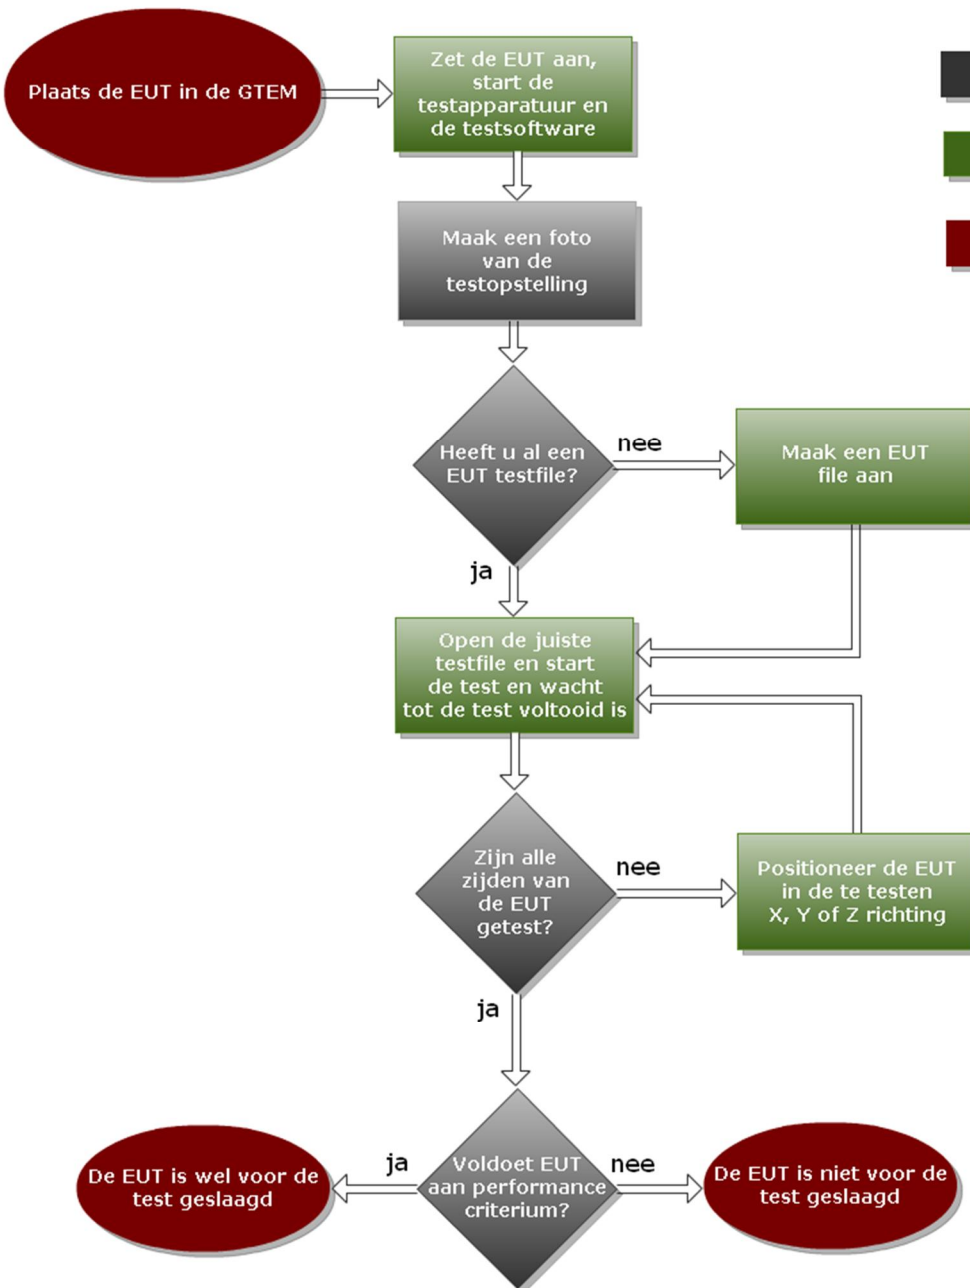 Plaats de EUT in de GTEM
Zet de EUT aan,
start de
testapparatuur en
de testsoftware
Maak een foto
van de
testopstelling
Heeft u al een
EUT testfile?
nee
Maak een EUT
file aan
ja
Open de juiste
testfile en start
de test en wacht
tot de test voltooid is
Zijn alle
zijden van
de EUT
getest?
nee
Positioneer de EUT
in de te testen
X, Y of Z richting
ja
Voldoet EUT
aan performance
criterium?
ja
De EUT is wel voor de
test geslaagd
nee
De EUT is niet voor de
test geslaagd